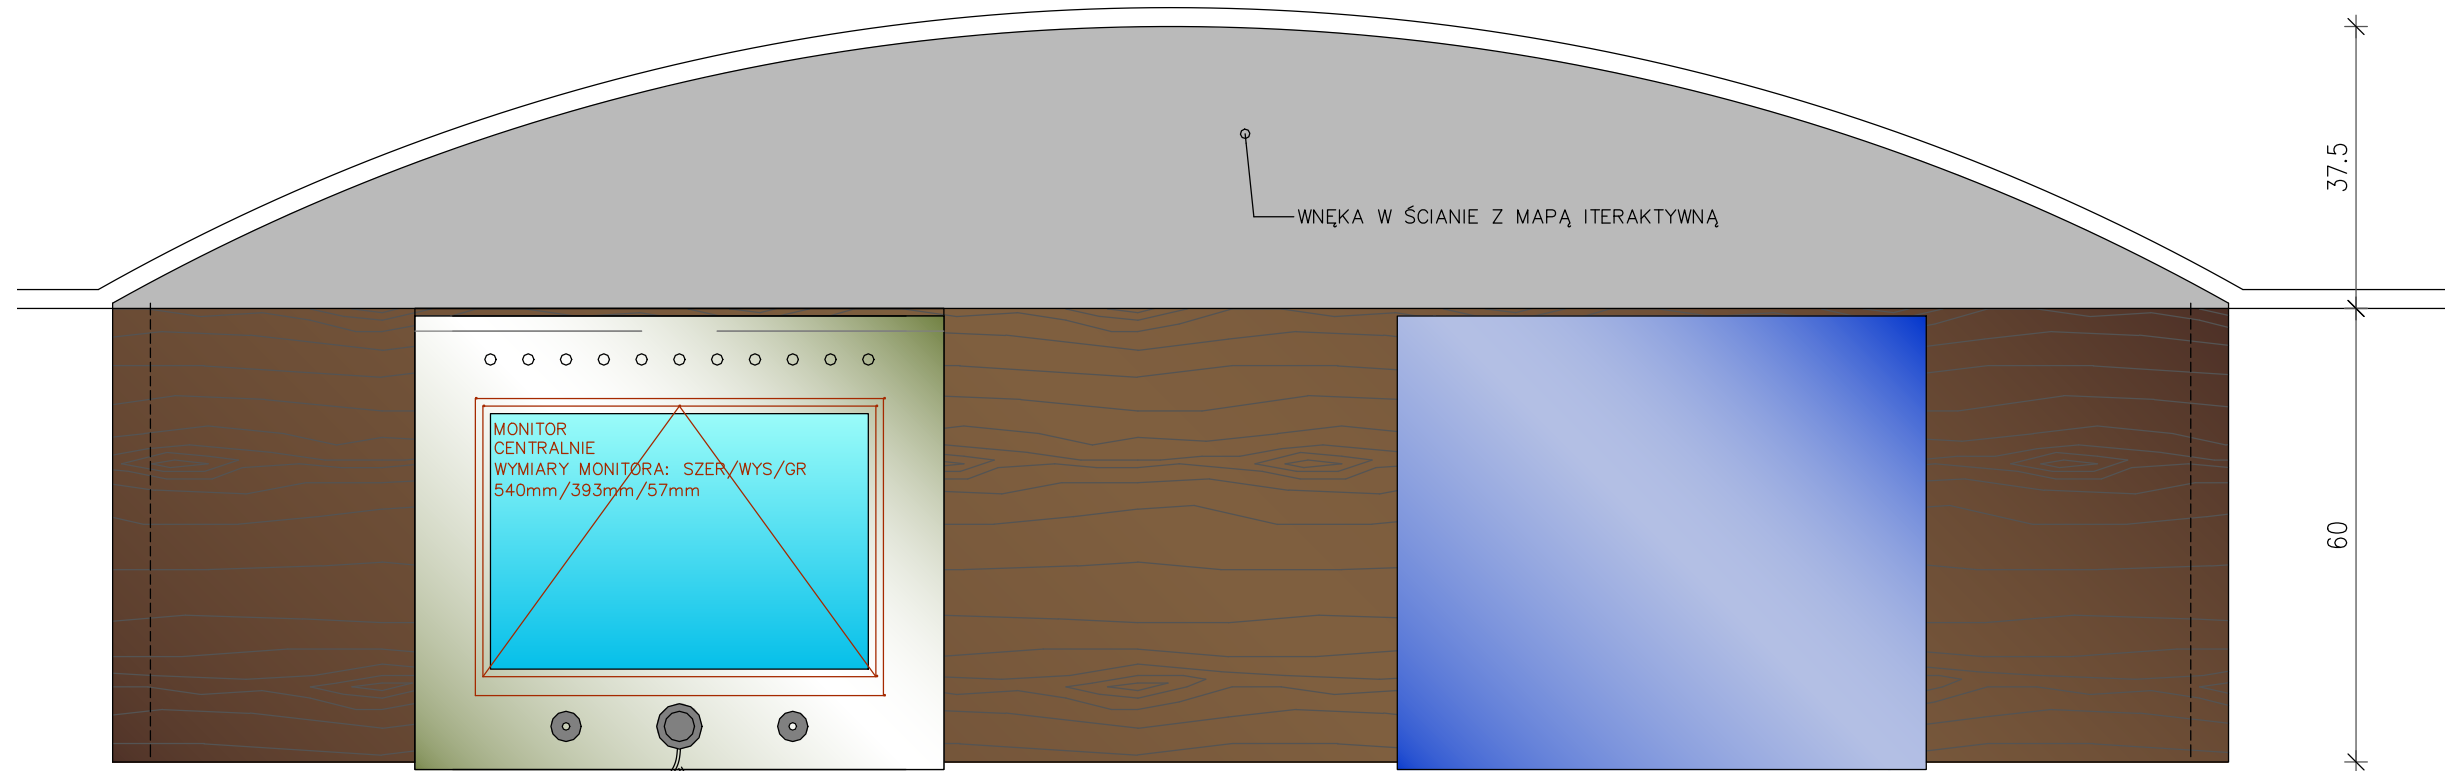 37.5
WNĘKA W ŚCIANIE Z MAPĄ ITERAKTYWNĄ
MONITOR
CENTRALNIE
WYMIARY MONITORA: SZER/WYS/GR
540mm/393mm/57mm
60